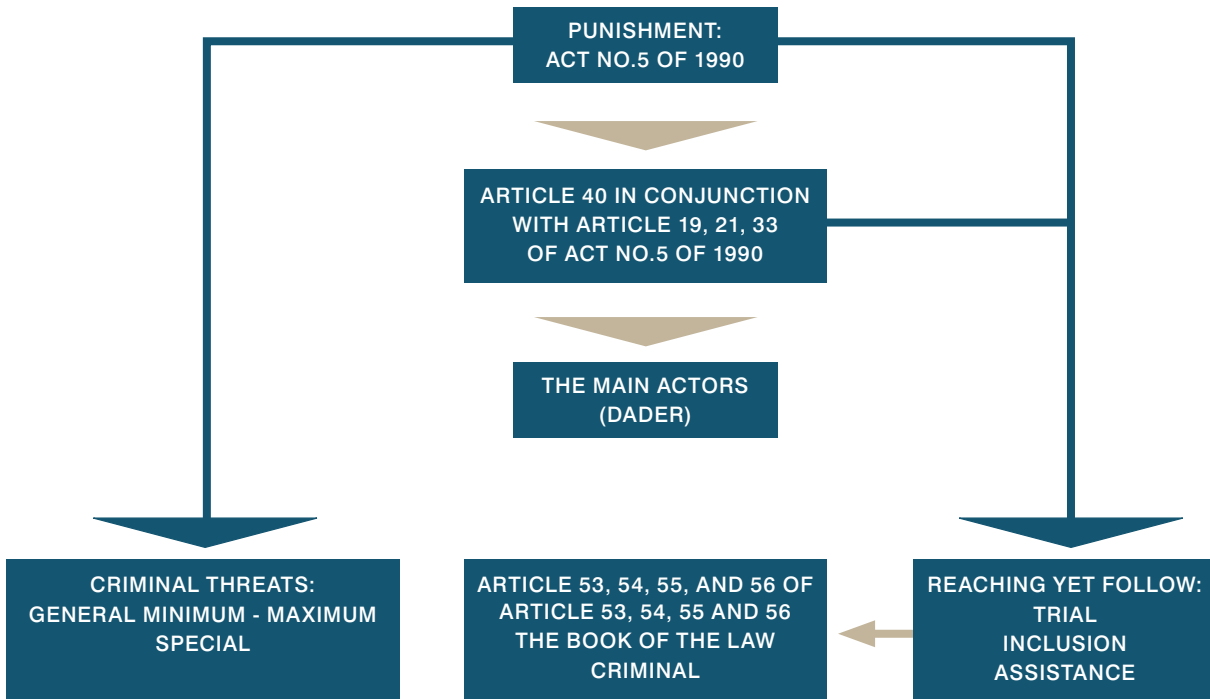 PUNISHMENT:
ACT NO.5 OF 1990
ARTICLE 40 IN CONJUNCTION
WITH ARTICLE 19, 21, 33
OF ACT NO.5 OF 1990
THE MAIN ACTORS
(DADER)
CRIMINAL THREATS:
GENERAL MINIMUM - MAXIMUM
SPECIAL
ARTICLE 53, 54, 55, AND 56 OF
ARTICLE 53, 54, 55 AND 56
THE BOOK OF THE LAW
CRIMINAL
REACHING YET FOLLOW:
TRIAL
INCLUSION
ASSISTANCE